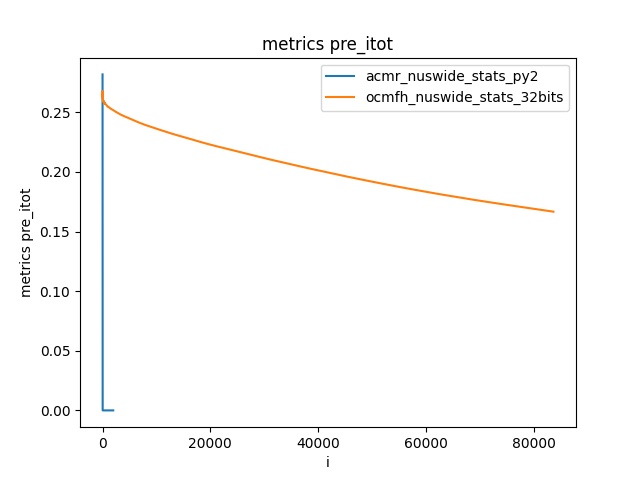 metrics pre_itot
acmr_nuswide_stats_py2
ocmfh_nuswide_stats_32bits
metrics pre_itot
0.25
0.20
0.15
0.10
0.05
0.00
0 20000 40000 60000 80000
i